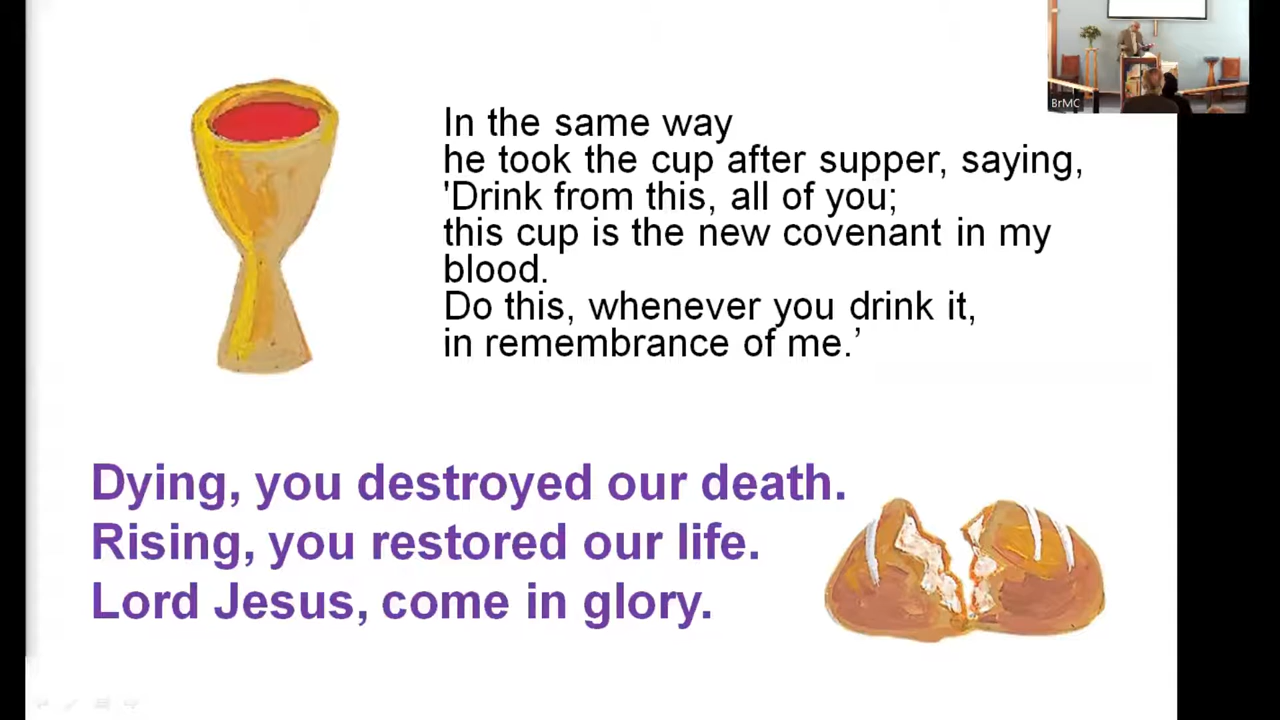 In the same way
he took the cup after supper, saying,
'Drink from this, all of you;
this cup is the new covenant in my
blood.
Do this, whenever you drink it,
in remembrance of me.’
Dying, you destroyed our death.
Rising, you restored our life.
Lord Jesus, come in glory.
BrMC